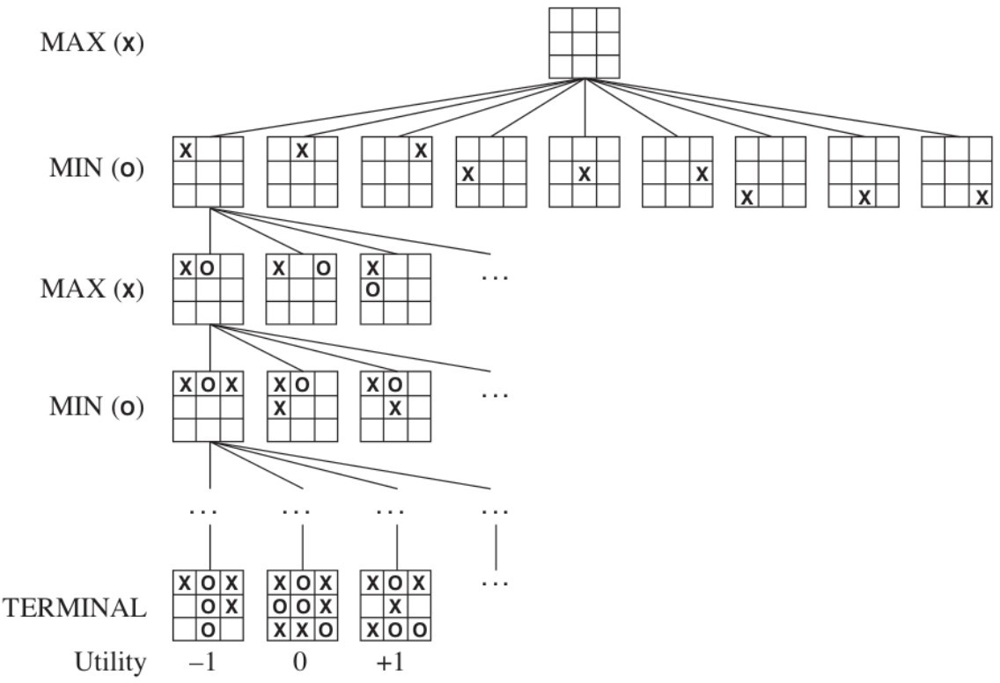 MAX (X)
X X X X X X X X X
MIN (O)
X O X O X
MAX (X)
O
...
X O X X O X O
MIN (O)
X X
...
... ... ... ...
X O X X O X X O X
TERMINAL
O X O O X X
...
O X X O X O O
Utility –1 0 +1